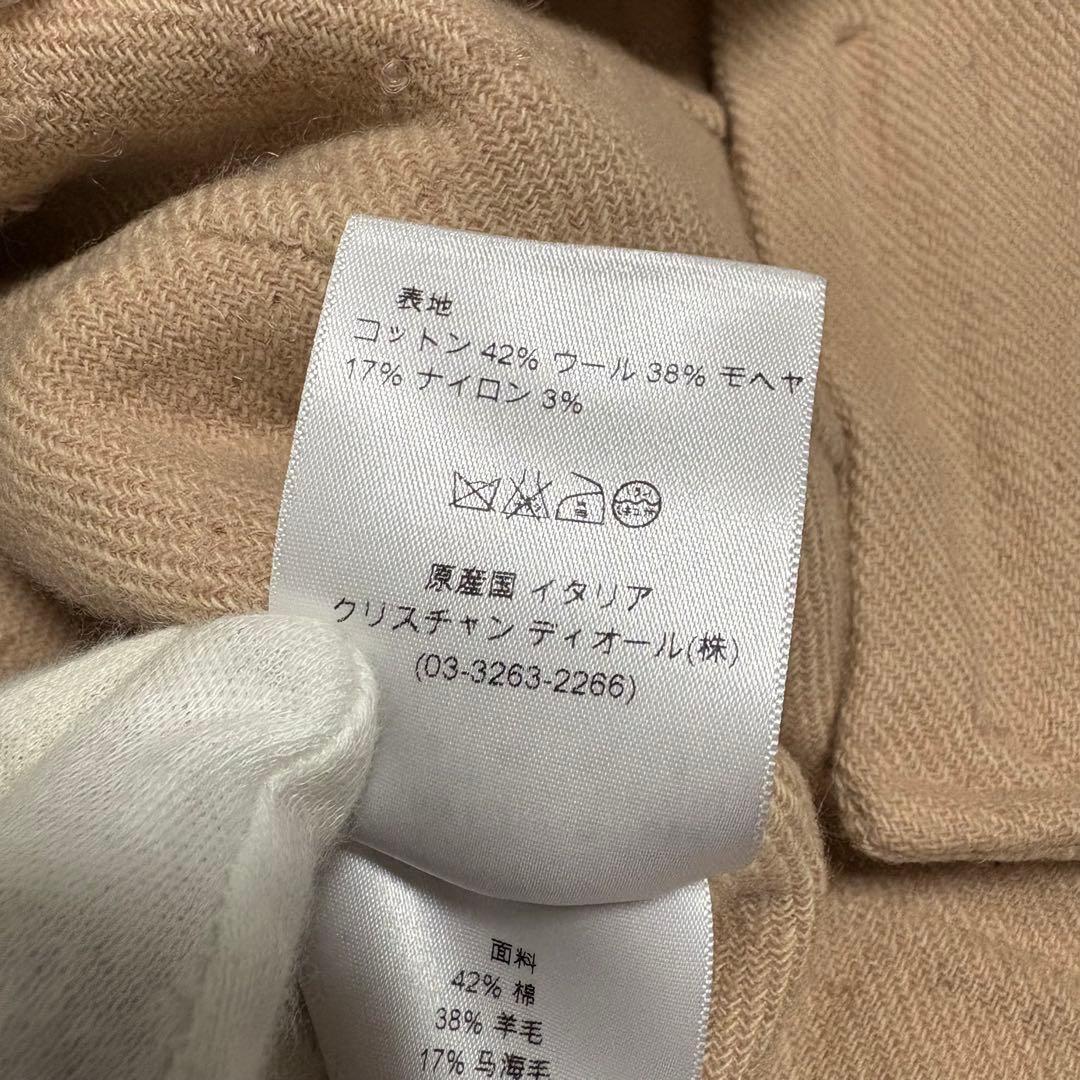 表地
コットン 42% ウール 38% モヘヤ
17% ナイロン 3%
原産国 イタリア
クリスチャン ディオール(株)
(03-3263-2266)
面料
42% 棉
38% 羊毛
17% 马海毛